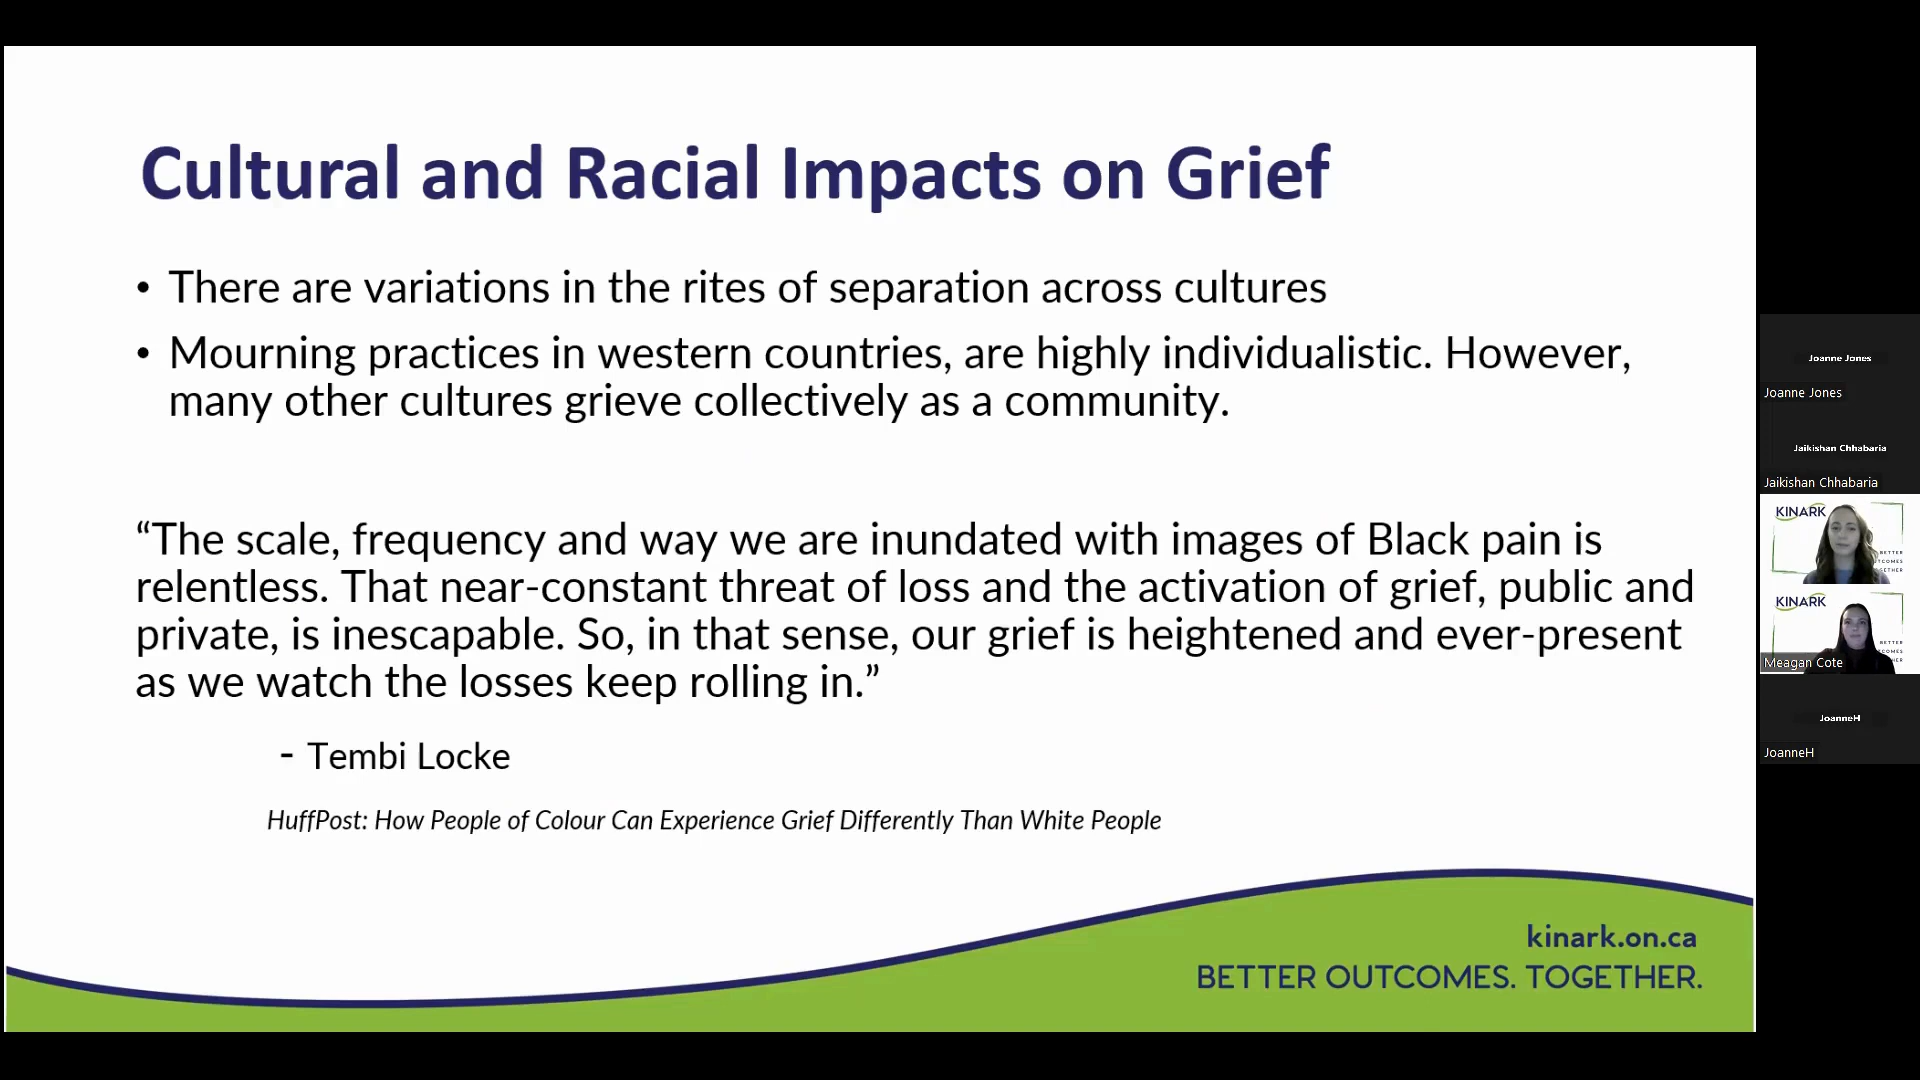 Cultural and Racial Impacts on Grief
• There are variations in the rites of separation across cultures
• Mourning practices in western countries, are highly individualistic. However,
many other cultures grieve collectively as a community.
“The scale, frequency and way we are inundated with images of Black pain is
relentless. That near-constant threat of loss and the activation of grief, public and
private, is inescapable. So, in that sense, our grief is heightened and ever-present
as we watch the losses keep rolling in.”
- Tembi Locke
HuffPost: How People of Colour Can Experience Grief Differently Than White People
kinark.on.ca
BETTER OUTCOMES. TOGETHER.
Joanne Jones
Joanne Jones
Jaikishan Chhabaria
Jaikishan Chhabaria
KINARK
BETTER
TCOMES
ETHER
KINARK
BETTER
COMES
HER
Meagan Cote
JoanneH
JoanneH